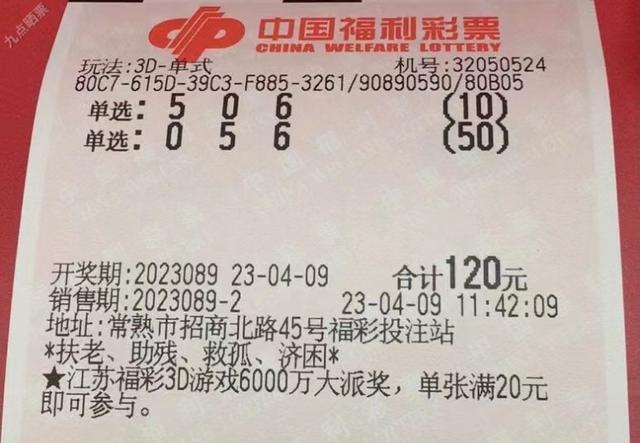 九点晒票
中国福利彩票
CHINA WELFARE LOTTERY
玩法:3D-单式 机号:32050524
80C7-615D-39C3-F885-3261/90890590/80B05
单选: 5 0 6 (10)
单选: 0 5 6 (50)
开奖期:2023089 23-04-09 合计120元
销售期:2023089-2 23-04-09 11:42:09
地址:常熟市招商北路45号福彩投注站
*扶老、助残、救孤、济困*
★江苏福彩3D游戏6000万大派奖，单张满20元
即可参与。